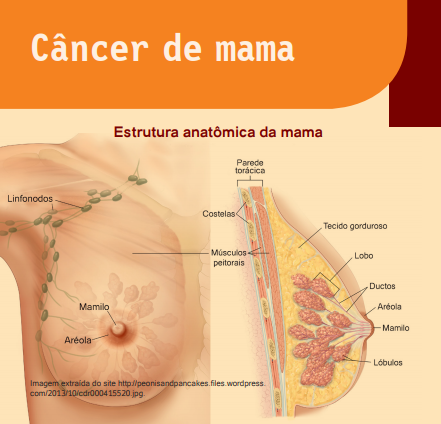 Câncer de mama
Estrutura anatômica da mama
Parede
torácica
Linfonodos
Costelas
Tecido gorduroso
Músculos
peitorais
Lobo
Ductos
Mamilo
Aréola
Mamilo
Aréola
Lóbulos
Imagem extraída do site http://peonisandpancakes.files.wordpress.
com/2013/10/cdr000415520.jpg.